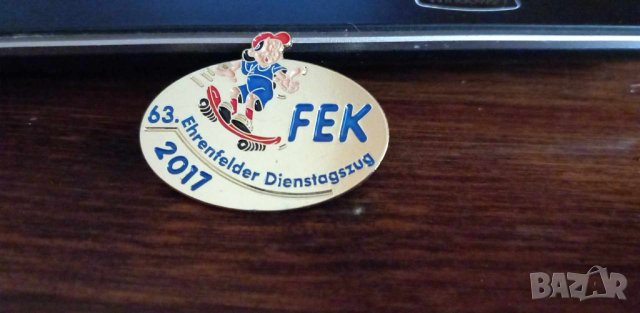 FEK
63. Ehrenfelder Dienstagszug
2017
BAZAR